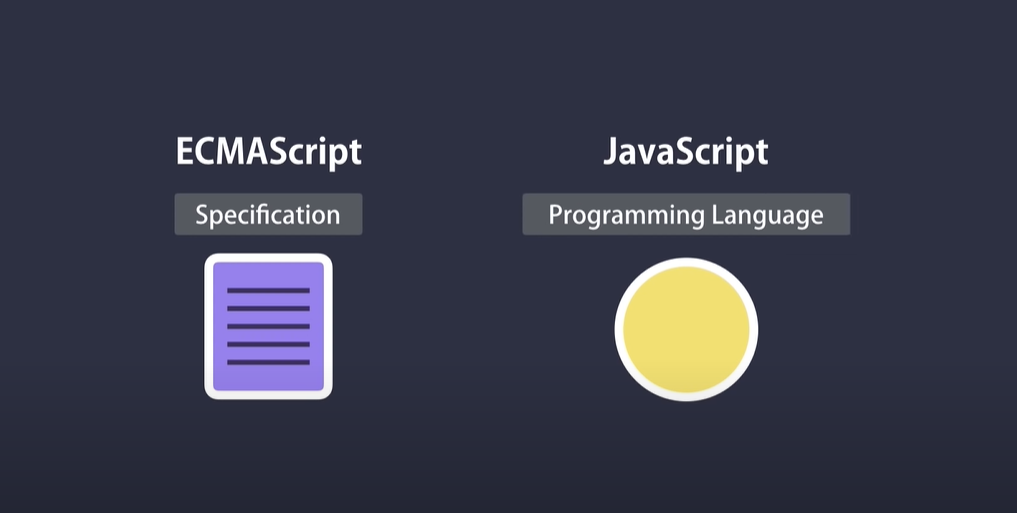 ECMAScript
Specification
JavaScript
Programming Language